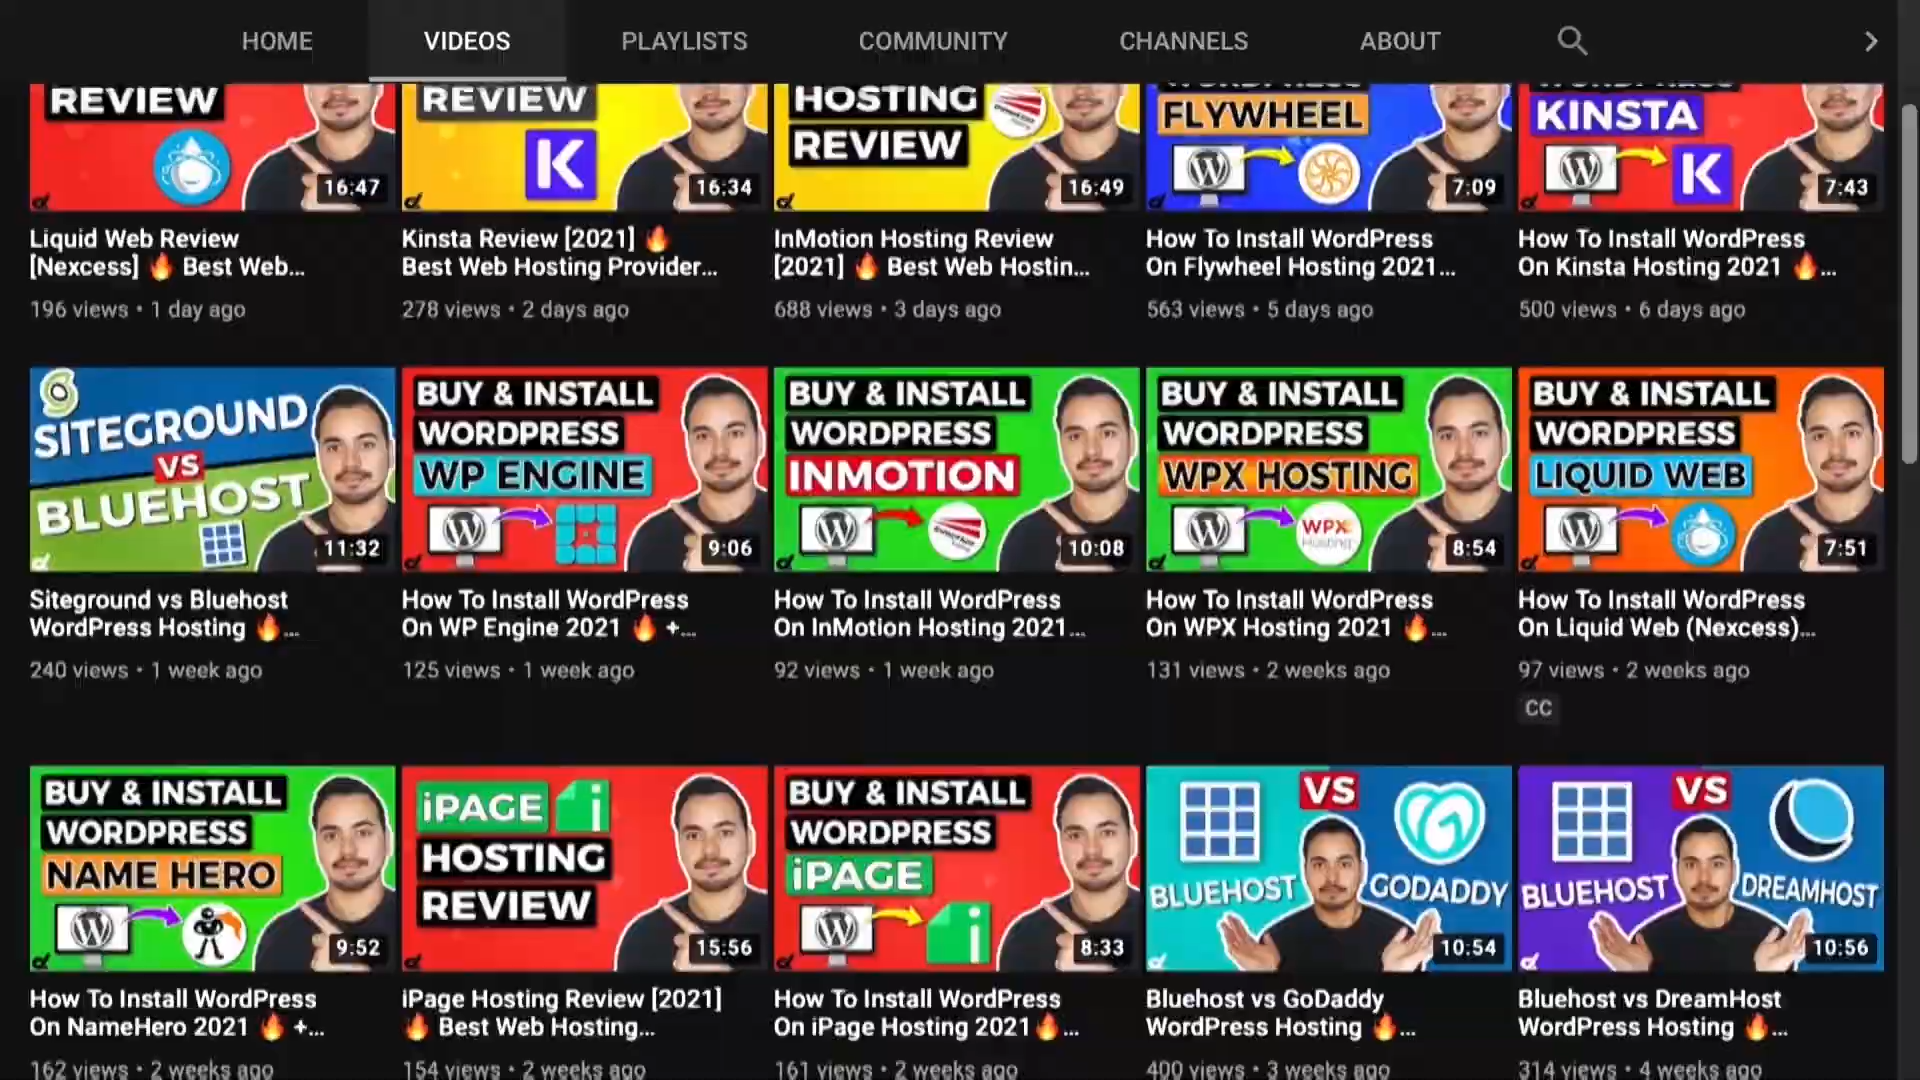 HOME
VIDEOS
PLAYLISTS
COMMUNITY
CHANNELS
ABOUT
REVIEW
16:47
Liquid Web Review
[Nexcess] 🔥 Best Web...
196 views • 1 day ago
REVIEW
K
16:34
Kinsta Review [2021] 🔥
Best Web Hosting Provider...
278 views • 2 days ago
HOSTING
REVIEW
16:49
InMotion Hosting Review
[2021] 🔥 Best Web Hostin...
688 views • 3 days ago
WORDPRESS
FLYWHEEL
7:09
How To Install WordPress
On Flywheel Hosting 2021...
563 views • 5 days ago
WORDPRESS
KINSTA
K
7:43
How To Install WordPress
On Kinsta Hosting 2021 🔥...
500 views • 6 days ago
SITEGROUND
VS
BLUEHOST
11:32
Siteground vs Bluehost
WordPress Hosting 🔥...
240 views • 1 week ago
BUY & INSTALL
WORDPRESS
WP ENGINE
9:06
How To Install WordPress
On WP Engine 2021 🔥 +...
125 views • 1 week ago
BUY & INSTALL
WORDPRESS
INMOTION
10:08
How To Install WordPress
On InMotion Hosting 2021...
92 views • 1 week ago
BUY & INSTALL
WORDPRESS
WPX HOSTING
WPX
Hosting
8:54
How To Install WordPress
On WPX Hosting 2021 🔥...
131 views • 2 weeks ago
BUY & INSTALL
WORDPRESS
LIQUID WEB
7:51
How To Install WordPress
On Liquid Web (Nexcess)...
97 views • 2 weeks ago
CC
BUY & INSTALL
WORDPRESS
NAME HERO
9:52
How To Install WordPress
On NameHero 2021 🔥 +...
162 views • 2 weeks ago
iPAGE
HOSTING
REVIEW
15:56
iPage Hosting Review [2021]
🔥 Best Web Hosting...
154 views • 2 weeks ago
BUY & INSTALL
WORDPRESS
iPAGE
8:33
How To Install WordPress
On iPage Hosting 2021🔥...
161 views • 2 weeks ago
VS
BLUEHOST
GODADDY
10:54
Bluehost vs GoDaddy
WordPress Hosting 🔥...
400 views • 3 weeks ago
VS
BLUEHOST
DREAMHOST
10:56
Bluehost vs DreamHost
WordPress Hosting 🔥...
314 views • 4 weeks ago